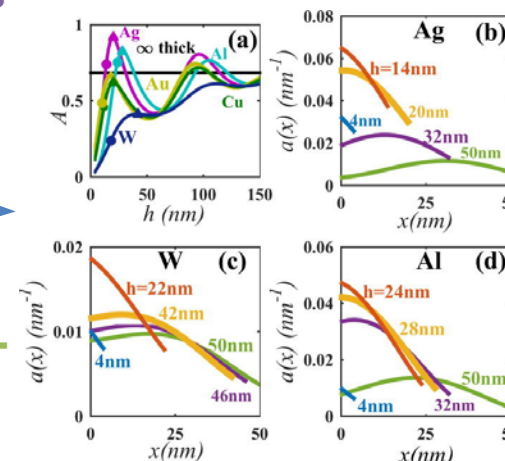 1
0.5
0
A
0 50 100 150
h (nm)
(a)
Ag
∞ thick
Al
Au
Cu
W
0.08
0.06
0.04
0.02
0
a(x) (nm⁻¹)
0 25
x(nm)
Ag
(b)
h=14nm
4nm
20nm
32nm
50nm
0.02
0.01
0
a(x) (nm⁻¹)
0 25 50
x(nm)
W
(c)
h=22nm
42nm
50nm
4nm
46nm
0.06
0.04
0.02
0
a(x) (nm⁻¹)
0 25
x(nm)
Al
(d)
h=24nm
28nm
50nm
4nm
32nm